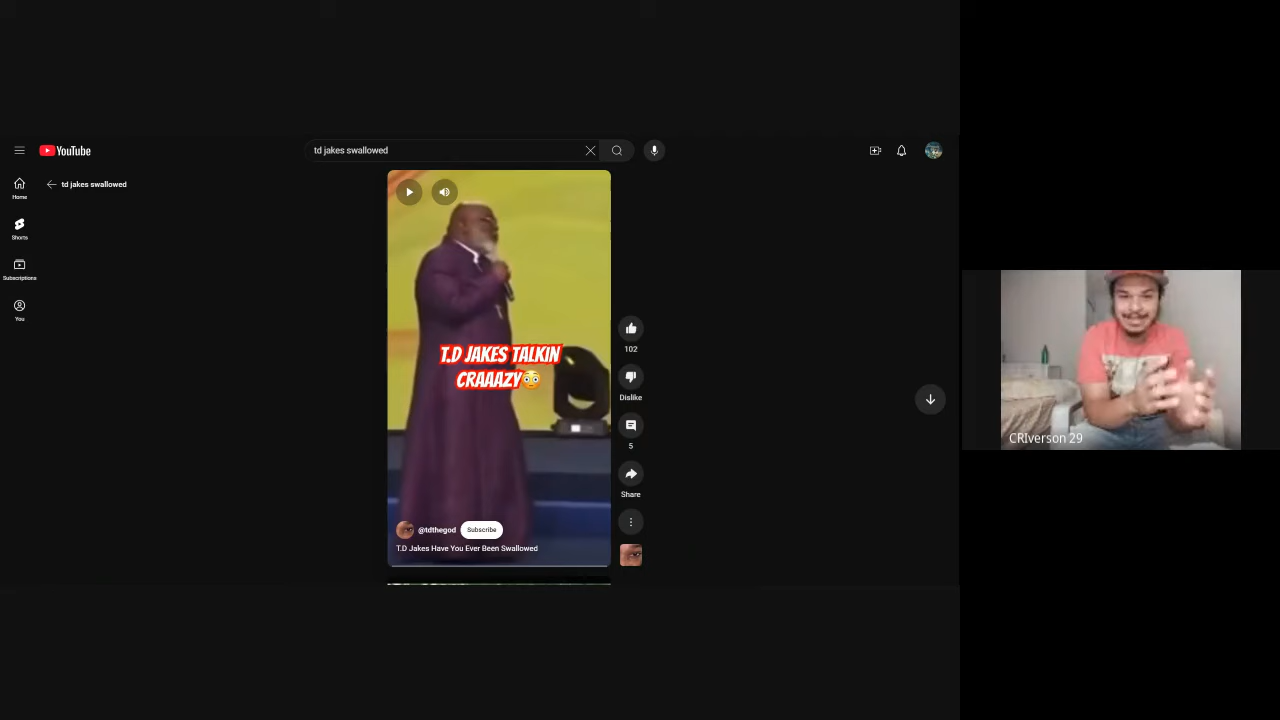 YouTube
td jakes swallowed
Home
td jakes swallowed
Shorts
Subscriptions
You
T.D JAKES TALKIN
CRAAAZY😳
102
Dislike
5
Share
@tdthegod
Subscribe
T.D Jakes Have You Ever Been Swallowed
CRIverson 29